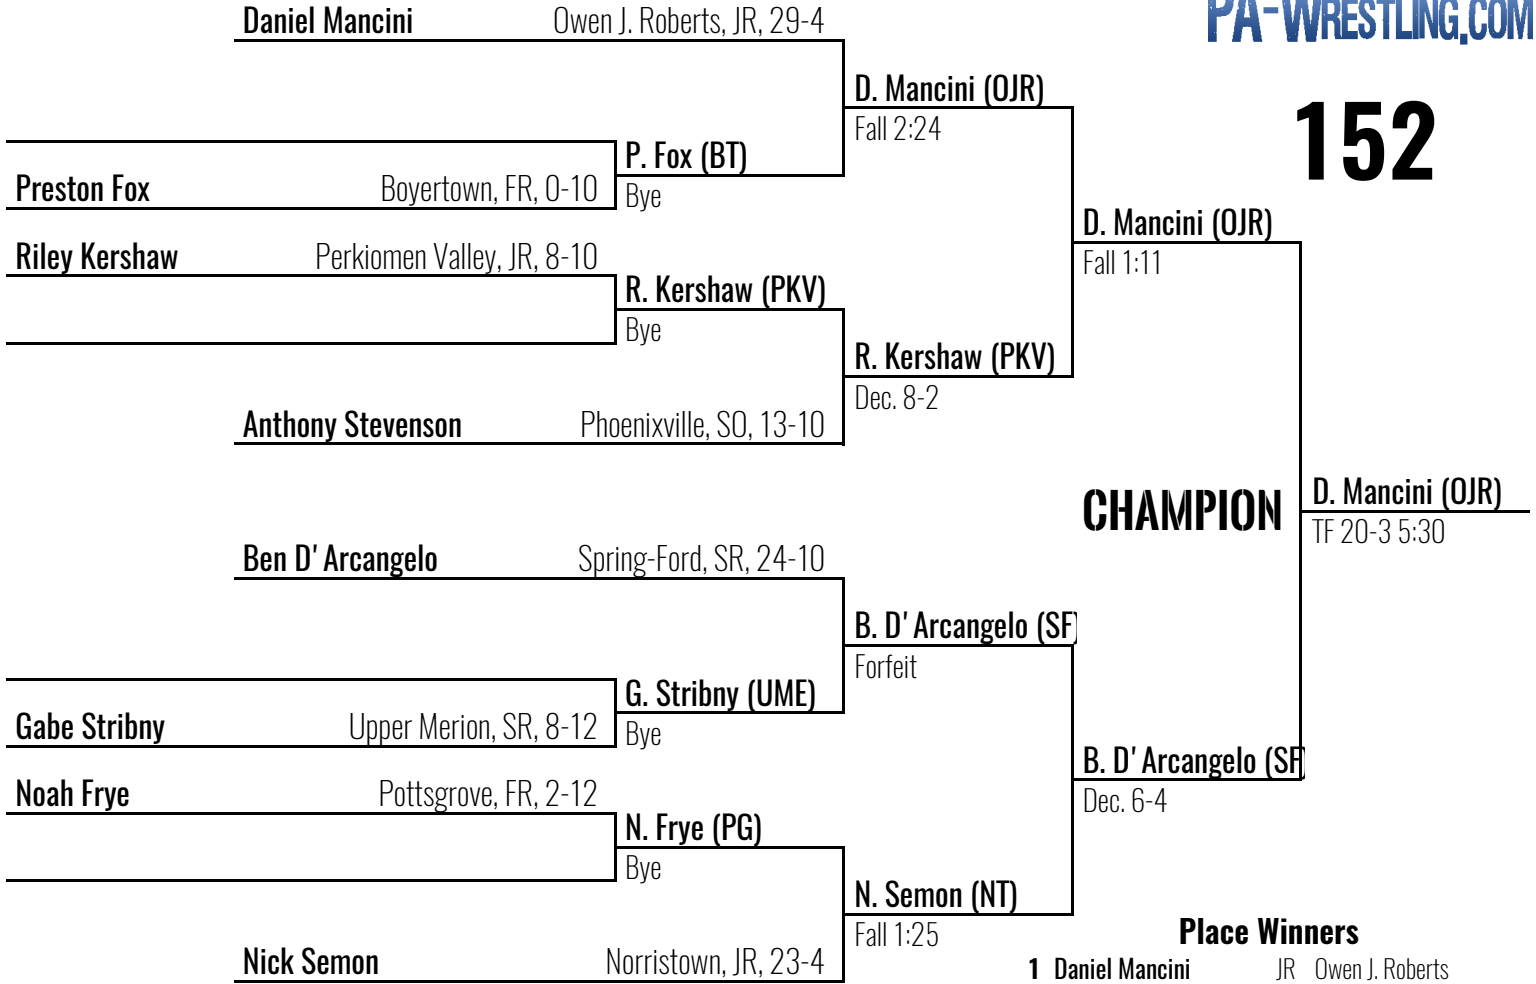 PA-WRESTLING.COM
152
Daniel Mancini Owen J. Roberts, JR, 29-4
D. Mancini (OJR)
Fall 2:24
P. Fox (BT)
Bye
Preston Fox Boyertown, FR, 0-10
D. Mancini (OJR)
Fall 1:11
Riley Kershaw Perkiomen Valley, JR, 8-10
R. Kershaw (PKV)
Bye
R. Kershaw (PKV)
Dec. 8-2
Anthony Stevenson Phoenixville, SO, 13-10
CHAMPION
D. Mancini (OJR)
TF 20-3 5:30
Ben D'Arcangelo Spring-Ford, SR, 24-10
B. D'Arcangelo (SF)
Forfeit
G. Stribny (UME)
Bye
Gabe Stribny Upper Merion, SR, 8-12
B. D'Arcangelo (SF)
Dec. 6-4
Noah Frye Pottsgrove, FR, 2-12
N. Frye (PG)
Bye
N. Semon (NT)
Fall 1:25
Nick Semon Norristown, JR, 23-4
Place Winners
1 Daniel Mancini JR Owen J. Roberts